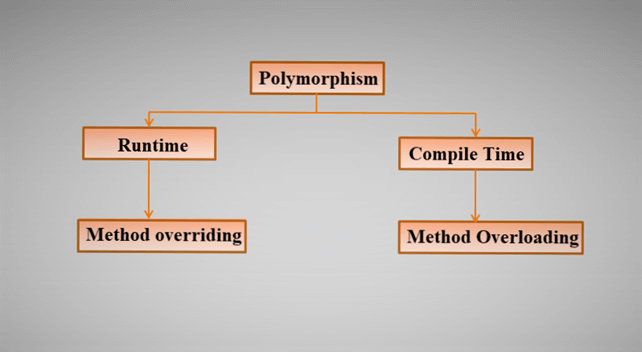 Polymorphism
Runtime
Compile Time
Method overriding
Method Overloading